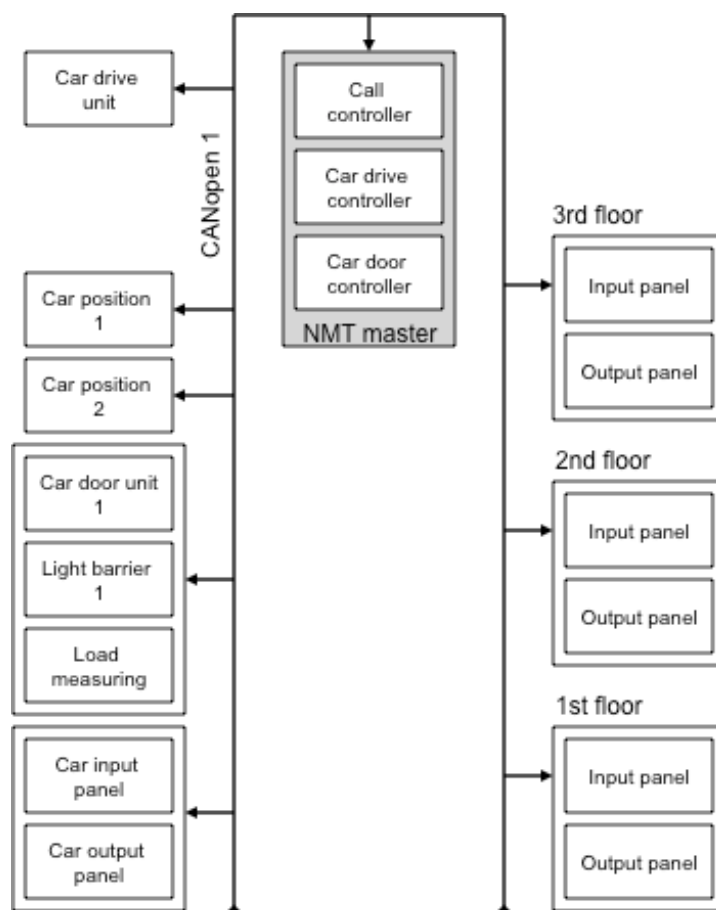 Car drive
unit
CANopen 1
Car position
1
Car position
2
Car door unit
1
Light barrier
1
Load
measuring
Car input
panel
Car output
panel
Call
controller
Car drive
controller
Car door
controller
NMT master
3rd floor
Input panel
Output panel
2nd floor
Input panel
Output panel
1st floor
Input panel
Output panel